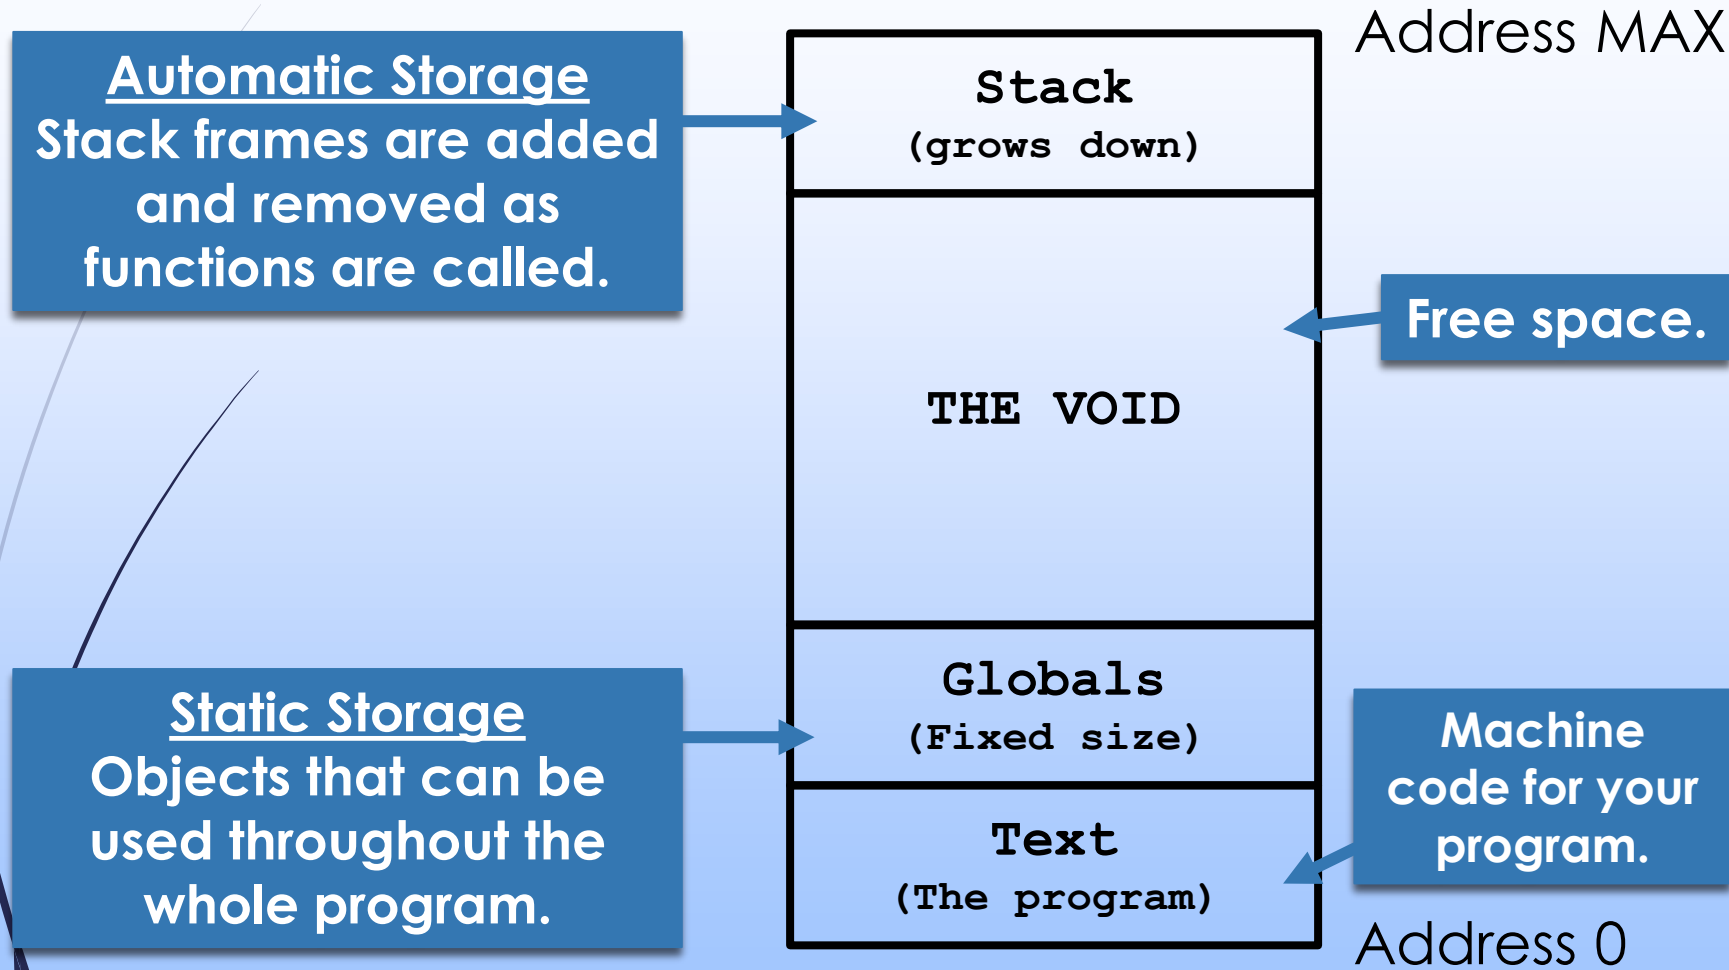 Address MAX
Automatic Storage
Stack frames are added
and removed as
functions are called.
Stack
(grows down)
Free space.
THE VOID
Static Storage
Objects that can be
used throughout the
whole program.
Globals
(Fixed size)
Machine
code for your
program.
Text
(The program)
Address 0